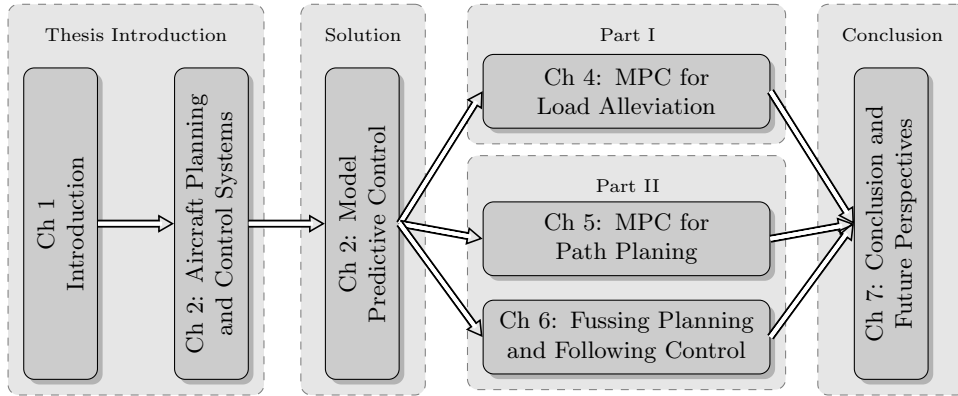 Thesis Introduction
Ch 1
Introduction
Ch 2: Aircraft Planning
and Control Systems
Solution
Ch 2: Model
Predictive Control
Part I
Ch 4: MPC for
Load Alleviation
Part II
Ch 5: MPC for
Path Planing
Ch 6: Fussing Planning
and Following Control
Conclusion
Ch 7: Conclusion and
Future Perspectives